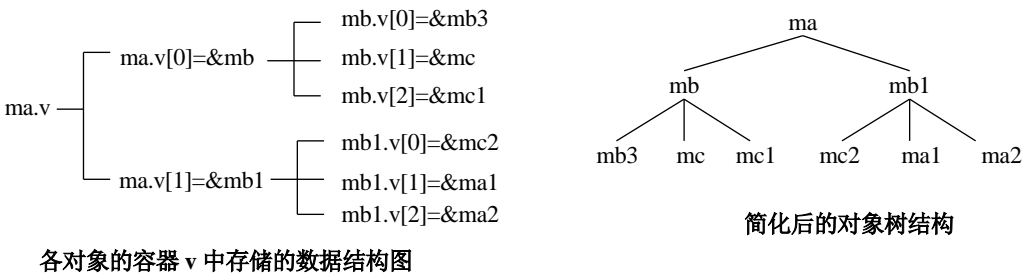 ma.v
ma.v[0]=&mb
ma.v[1]=&mb1
mb.v[0]=&mb3
mb.v[1]=&mc
mb.v[2]=&mc1
mb1.v[0]=&mc2
mb1.v[1]=&ma1
mb1.v[2]=&ma2
各对象的容器 v 中存储的数据结构图
ma
mb mb1
mb3 mc mc1 mc2 ma1 ma2
简化后的对象树结构